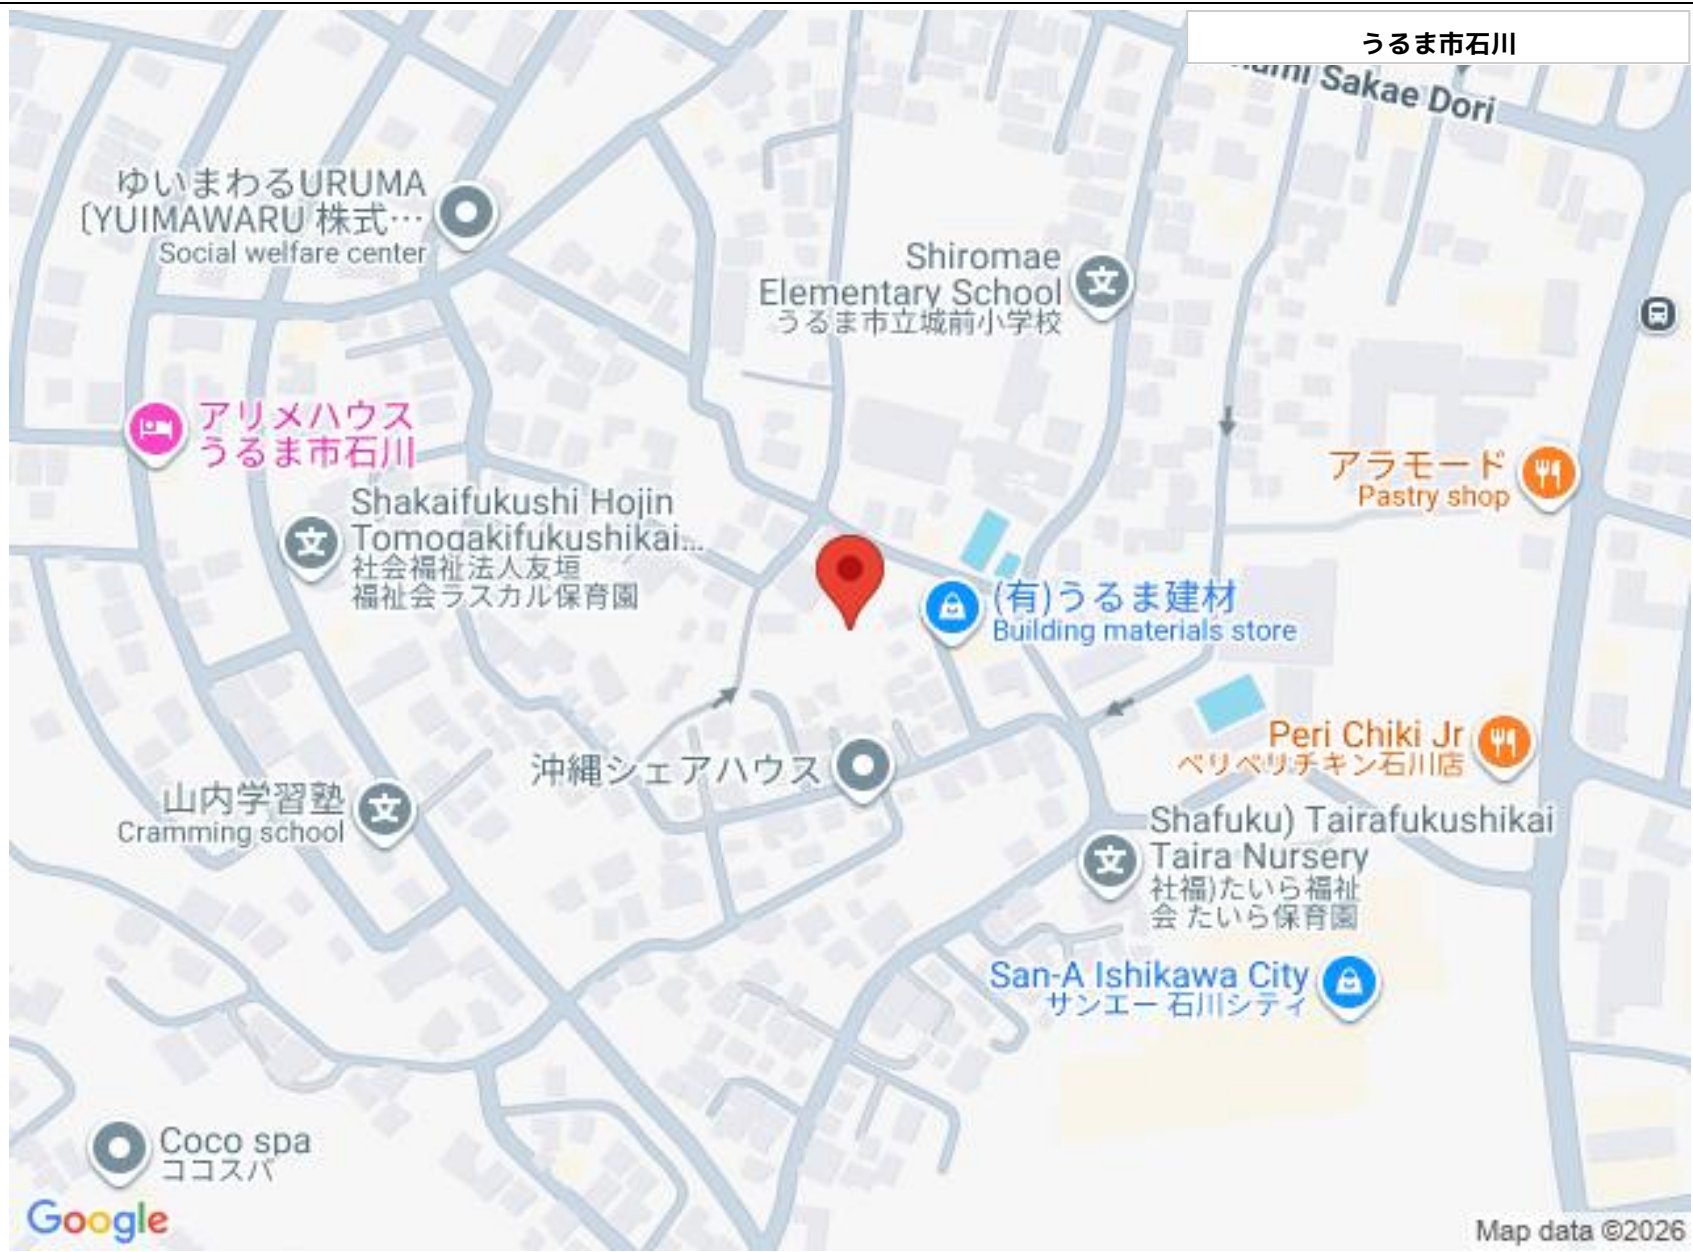 うるま市石川
Sakae Dori
ゆいまわるURUMA
〔YUIMAWARU 株式…
Social welfare center
Shiromae
Elementary School
うるま市立城前小学校
アリメハウス
うるま市石川
アラモード
Pastry shop
Shakaifukushi Hojin
Tomogakifukushikai...
社会福祉法人友垣
福祉会ラスカル保育園
(有)うるま建材
Building materials store
Peri Chiki Jr
ペリペリチキン石川店
沖縄シェアハウス
山内学習塾
Cramming school
Shafuku) Tairafukushikai
Taira Nursery
社福)たいら福祉
会 たいら保育園
San-A Ishikawa City
サンエー 石川シティ
Coco spa
ココスパ
Google
Map data ©2026